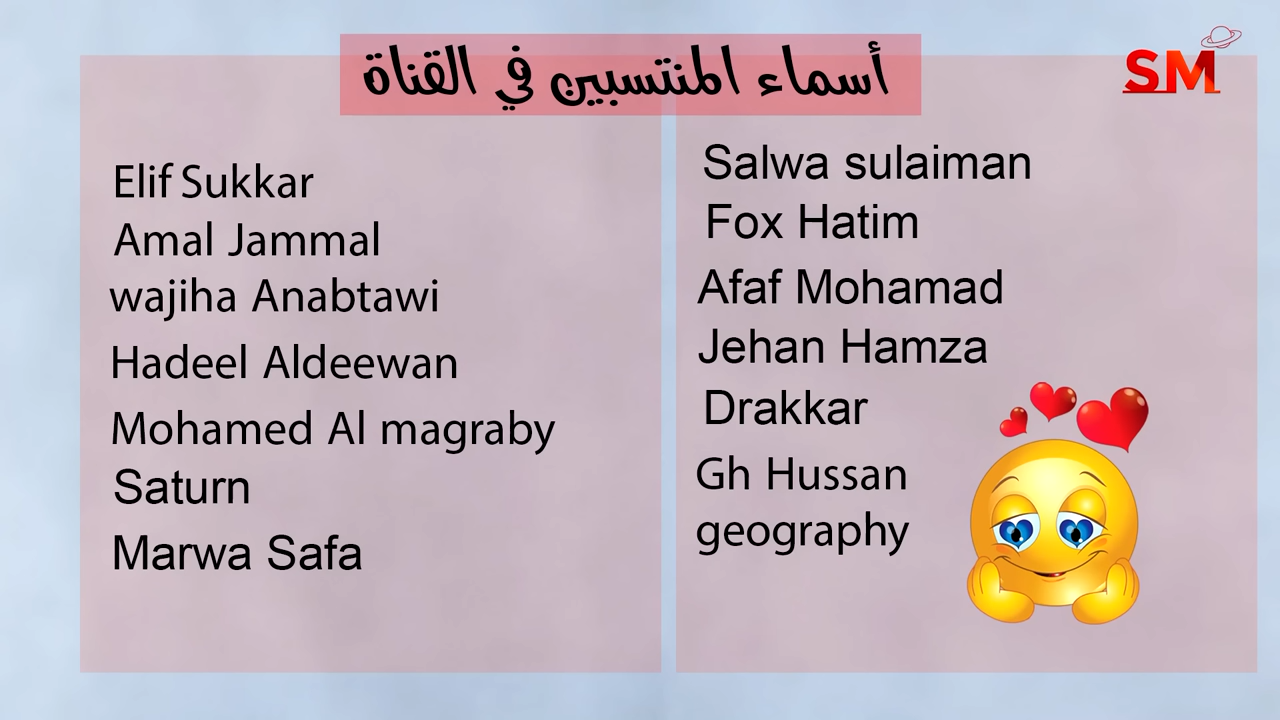 أسماء المنتسبين في القناة
SM
Elif Sukkar
Amal Jammal
wajiha Anabtawi
Hadeel Aldeewan
Mohamed Al magraby
Saturn
Marwa Safa
Salwa sulaiman
Fox Hatim
Afaf Mohamad
Jehan Hamza
Drakkar
Gh Hussan
geography